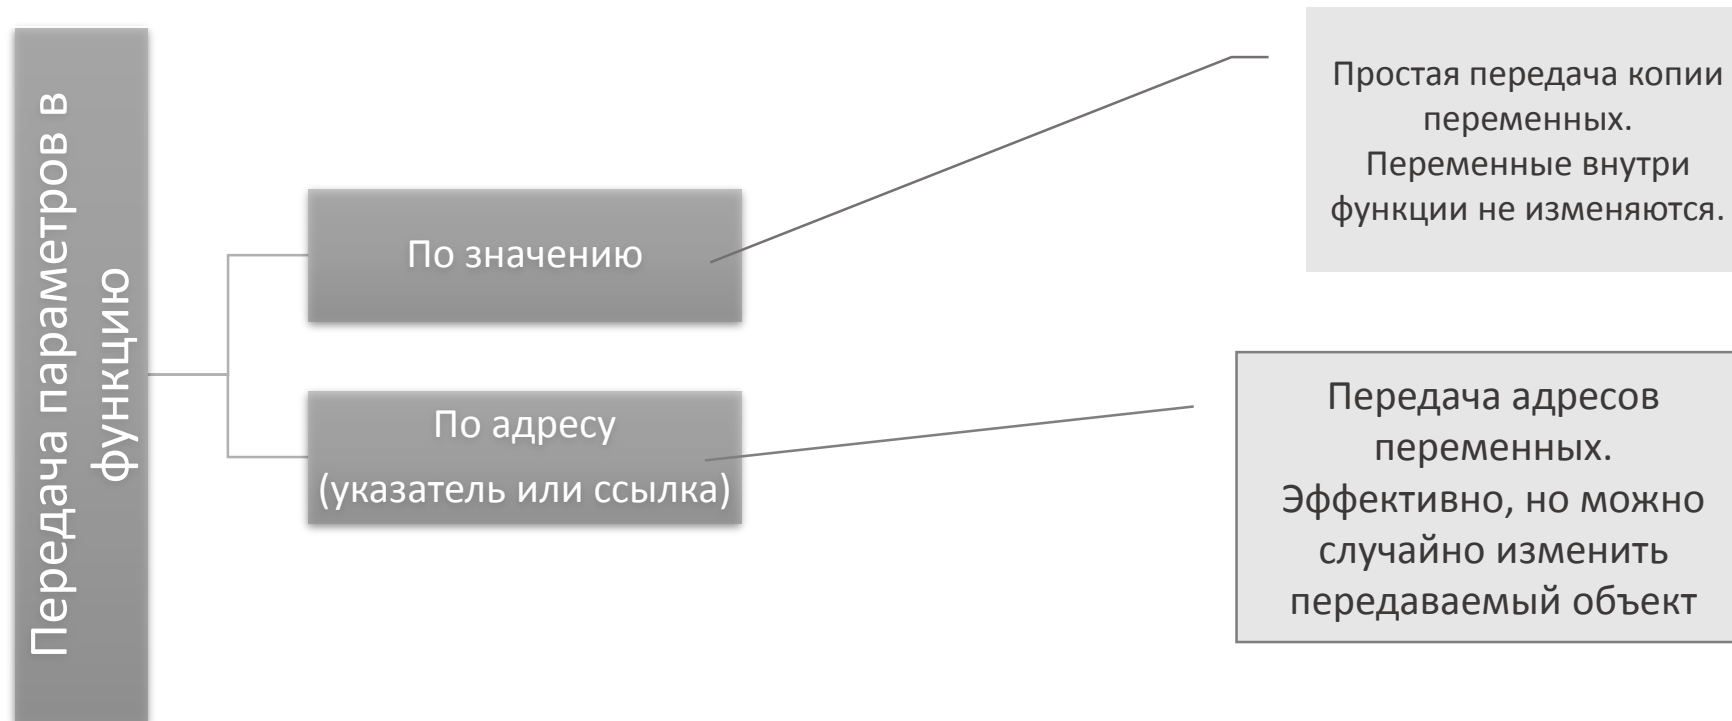 Передача параметров в
функцию
По значению
По адресу
(указатель или ссылка)
Простая передача копии
переменных.
Переменные внутри
функции не изменяются.
Передача адресов
переменных.
Эффективно, но можно
случайно изменить
передаваемый объект